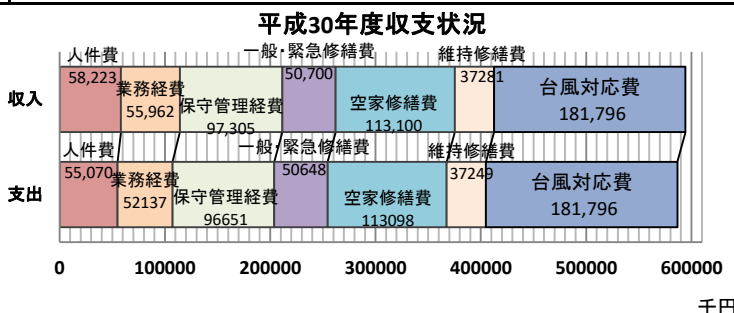 平成30年度収支状況
人件費 一般・緊急修繕費 維持修繕費
58,223 50,700 37281
業務経費 台風対応費
収入 55,962 保守管理経費 空家修繕費 181,796
97,305 113,100
人件費 一般・緊急修繕費 維持修繕費
55,070 50648 37249
業務経費 台風対応費
支出 52137 保守管理経費 空家修繕費 181,796
96651 113098
0 100000 200000 300000 400000 500000 600000
千円